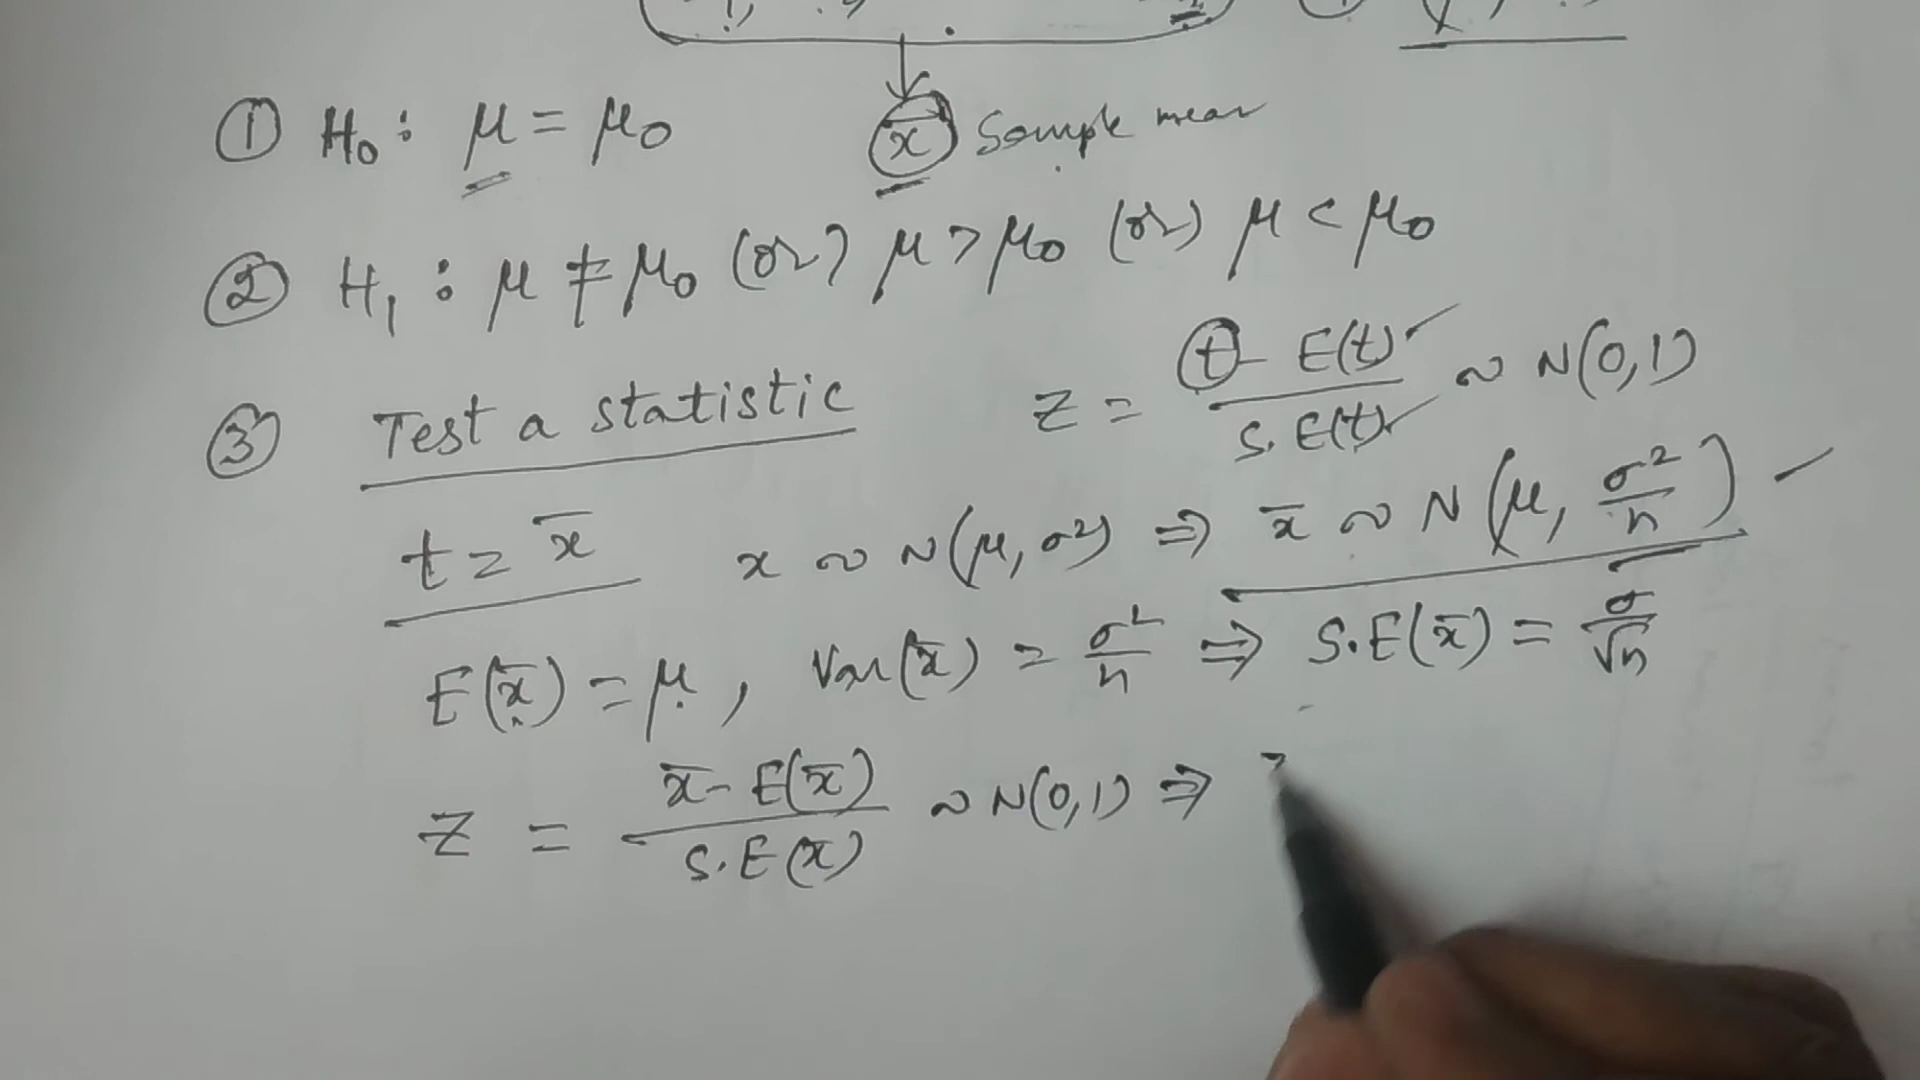 ① H₀ : μ = μ₀ x̄ Sample mean
② H₁ : μ ≠ μ₀ (or) μ > μ₀ (or) μ < μ₀
③ Test a statistic Z = t - E(t) / S.E(t) ~ N(0,1)
t = x̄ x ~ N(μ, σ²) ⇒ x̄ ~ N(μ, σ²/n)
E(x̄) = μ, Var(x̄) = σ²/n ⇒ S.E(x̄) = σ/√n
Z = x̄ - E(x̄) / S.E(x̄) ~ N(0,1) ⇒